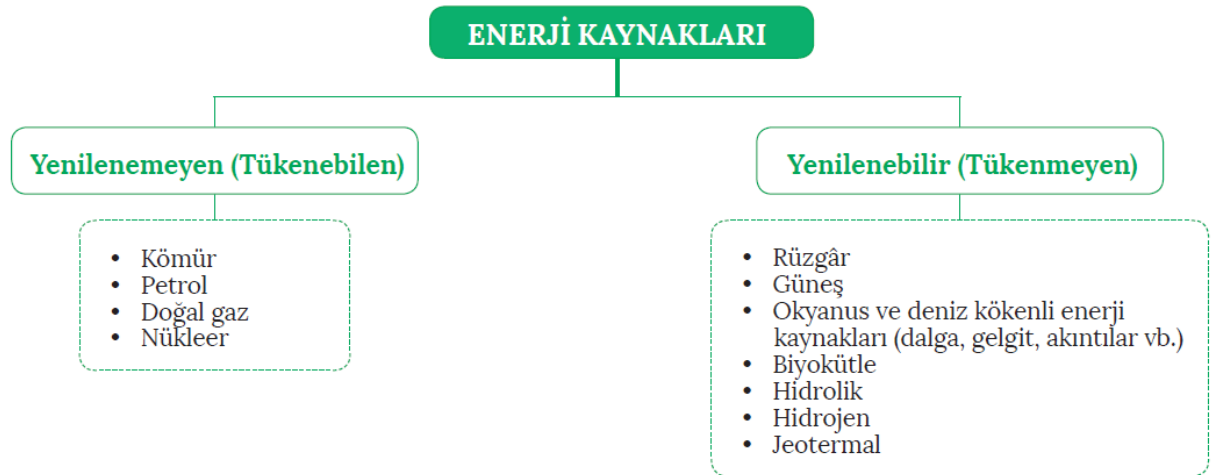 ENERJİ KAYNAKLARI
Yenilenemeyen (Tükenebilen)
• Kömür
• Petrol
• Doğal gaz
• Nükleer
Yenilenebilir (Tükenmeyen)
• Rüzgâr
• Güneş
• Okyanus ve deniz kökenli enerji
kaynakları (dalga, gelgit, akıntılar vb.)
• Biyokütle
• Hidrolik
• Hidrojen
• Jeotermal